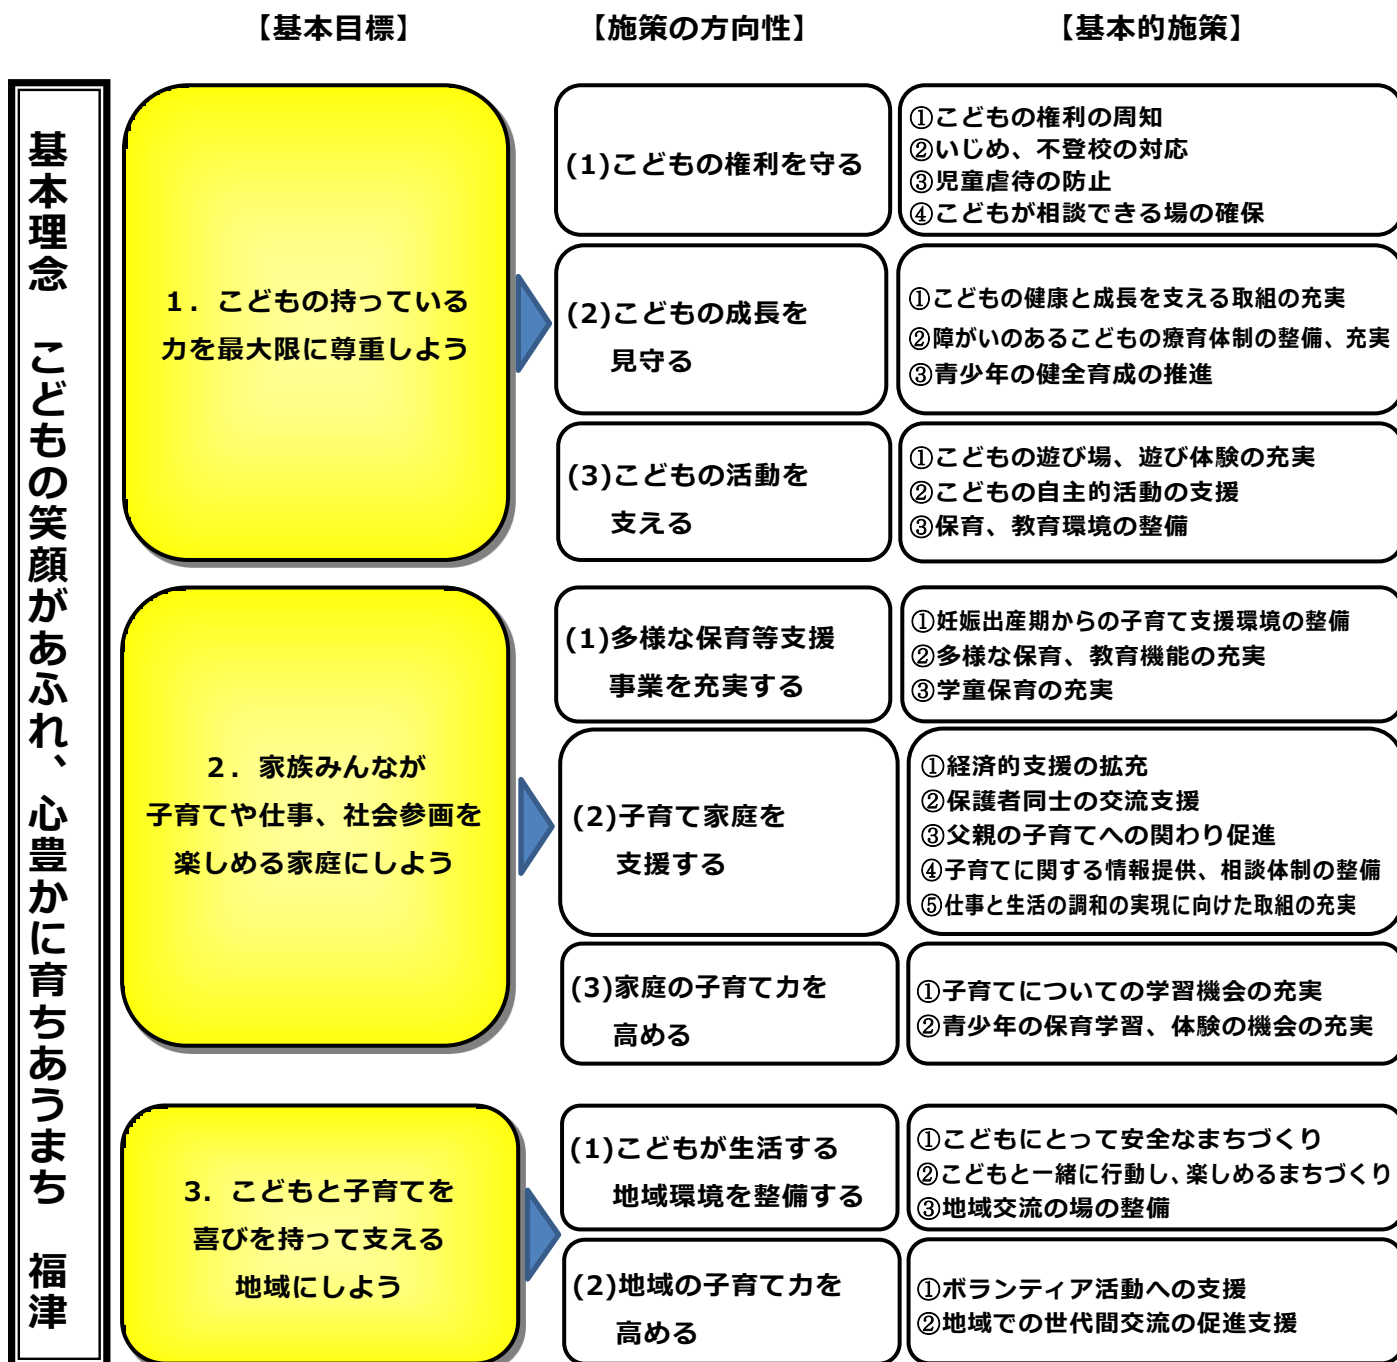 【基本目標】
【施策の方向性】
【基本的施策】
基本理念　こどもの笑顔があふれ、心豊かに育ちあうまち　福津
1．こどもの持っている
力を最大限に尊重しよう
(1)こどもの権利を守る
①こどもの権利の周知
②いじめ、不登校の対応
③児童虐待の防止
④こどもが相談できる場の確保
(2)こどもの成長を
見守る
①こどもの健康と成長を支える取組の充実
②障がいのあるこどもの療育体制の整備、充実
③青少年の健全育成の推進
(3)こどもの活動を
支える
①こどもの遊び場、遊び体験の充実
②こどもの自主的活動の支援
③保育、教育環境の整備
2．家族みんなが
子育てや仕事、社会参画を
楽しめる家庭にしよう
(1)多様な保育等支援
事業を充実する
①妊娠出産期からの子育て支援環境の整備
②多様な保育、教育機能の充実
③学童保育の充実
(2)子育て家庭を
支援する
①経済的支援の拡充
②保護者同士の交流支援
③父親の子育てへの関わり促進
④子育てに関する情報提供、相談体制の整備
⑤仕事と生活の調和の実現に向けた取組の充実
(3)家庭の子育て力を
高める
①子育てについての学習機会の充実
②青少年の保育学習、体験の機会の充実
3．こどもと子育てを
喜びを持って支える
地域にしよう
(1)こどもが生活する
地域環境を整備する
①こどもにとって安全なまちづくり
②こどもと一緒に行動し、楽しめるまちづくり
③地域交流の場の整備
(2)地域の子育て力を
高める
①ボランティア活動への支援
②地域での世代間交流の促進支援